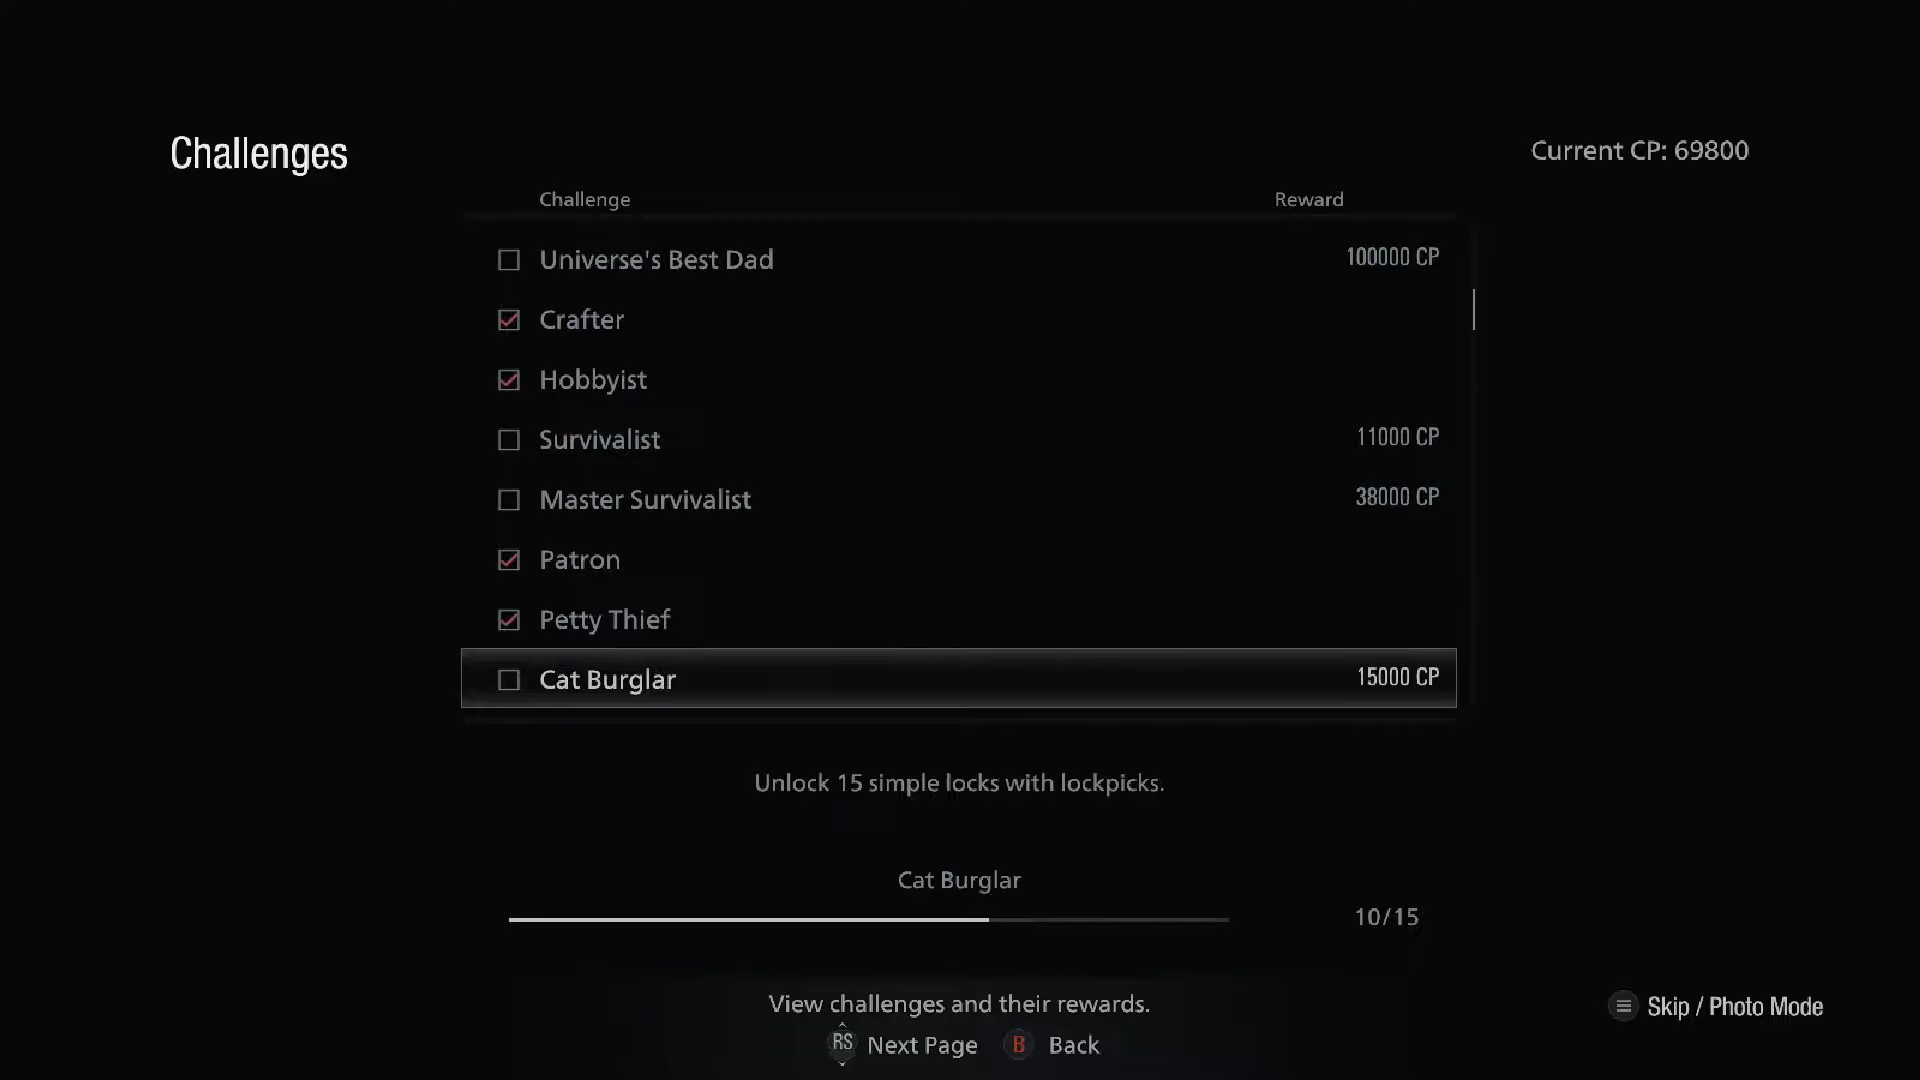 Challenges
Current CP: 69800
Challenge Reward
Universe's Best Dad 100000 CP
Crafter
Hobbyist
Survivalist 11000 CP
Master Survivalist 38000 CP
Patron
Petty Thief
Cat Burglar 15000 CP
Unlock 15 simple locks with lockpicks.
Cat Burglar
10/15
View challenges and their rewards.
Skip / Photo Mode
RS Next Page B Back